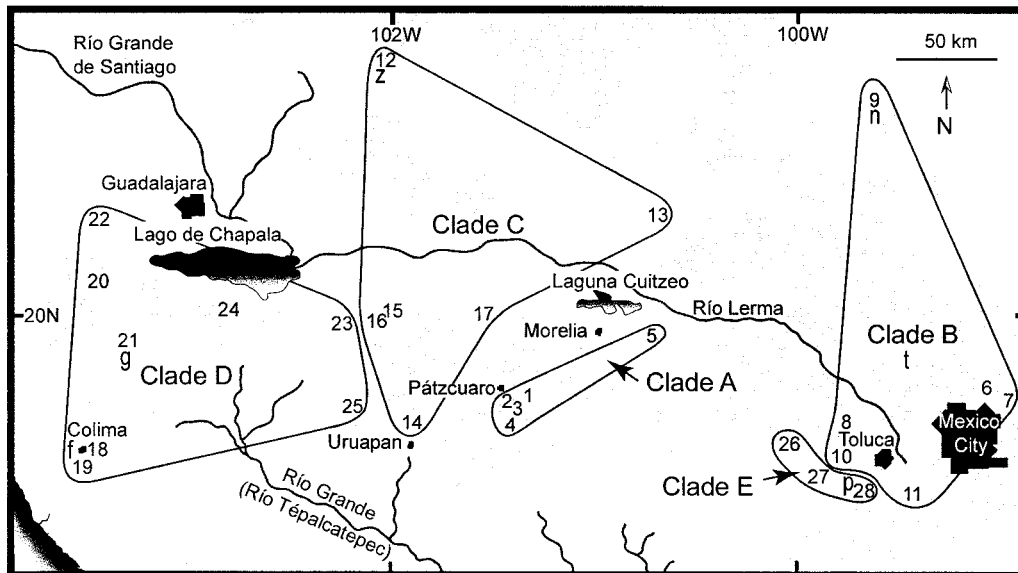 102W
100W
50 km
N
Río Grande
de Santiago
12
z
9
n
Guadalajara
22
13
Lago de Chapala
Clade C
20
Laguna Cuitzeo
24
15
20N
23
16
17
Río Lerma
Morelia
5
Clade B
21
g
t
Clade D
Clade A
Pátzcuaro
2
3
1
4
6
7
25
14
8
Mexico
City
Colima
f
18
19
Uruapan
26
Toluca
10
27
p
28
11
Clade E
Río Grande
(Río Tépalcatepec)